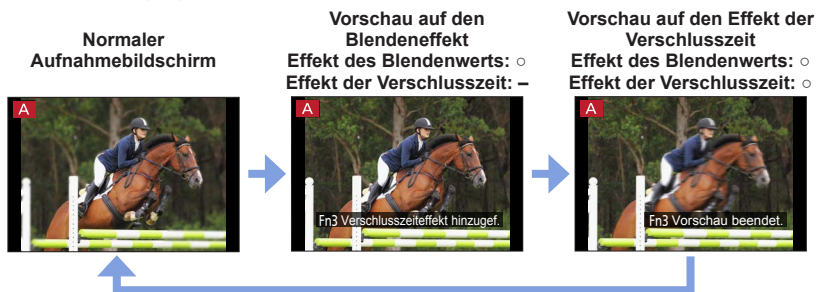 Normaler
Aufnahmebildschirm
Vorschau auf den
Blendeneffekt
Effekt des Blendenwerts: ○
Effekt der Verschlusszeit: –
Vorschau auf den Effekt der
Verschlusszeit
Effekt des Blendenwerts: ○
Effekt der Verschlusszeit: ○
A
A
Fn3 Verschlusszeiteffekt hinzugef.
A
Fn3 Vorschau beendet.